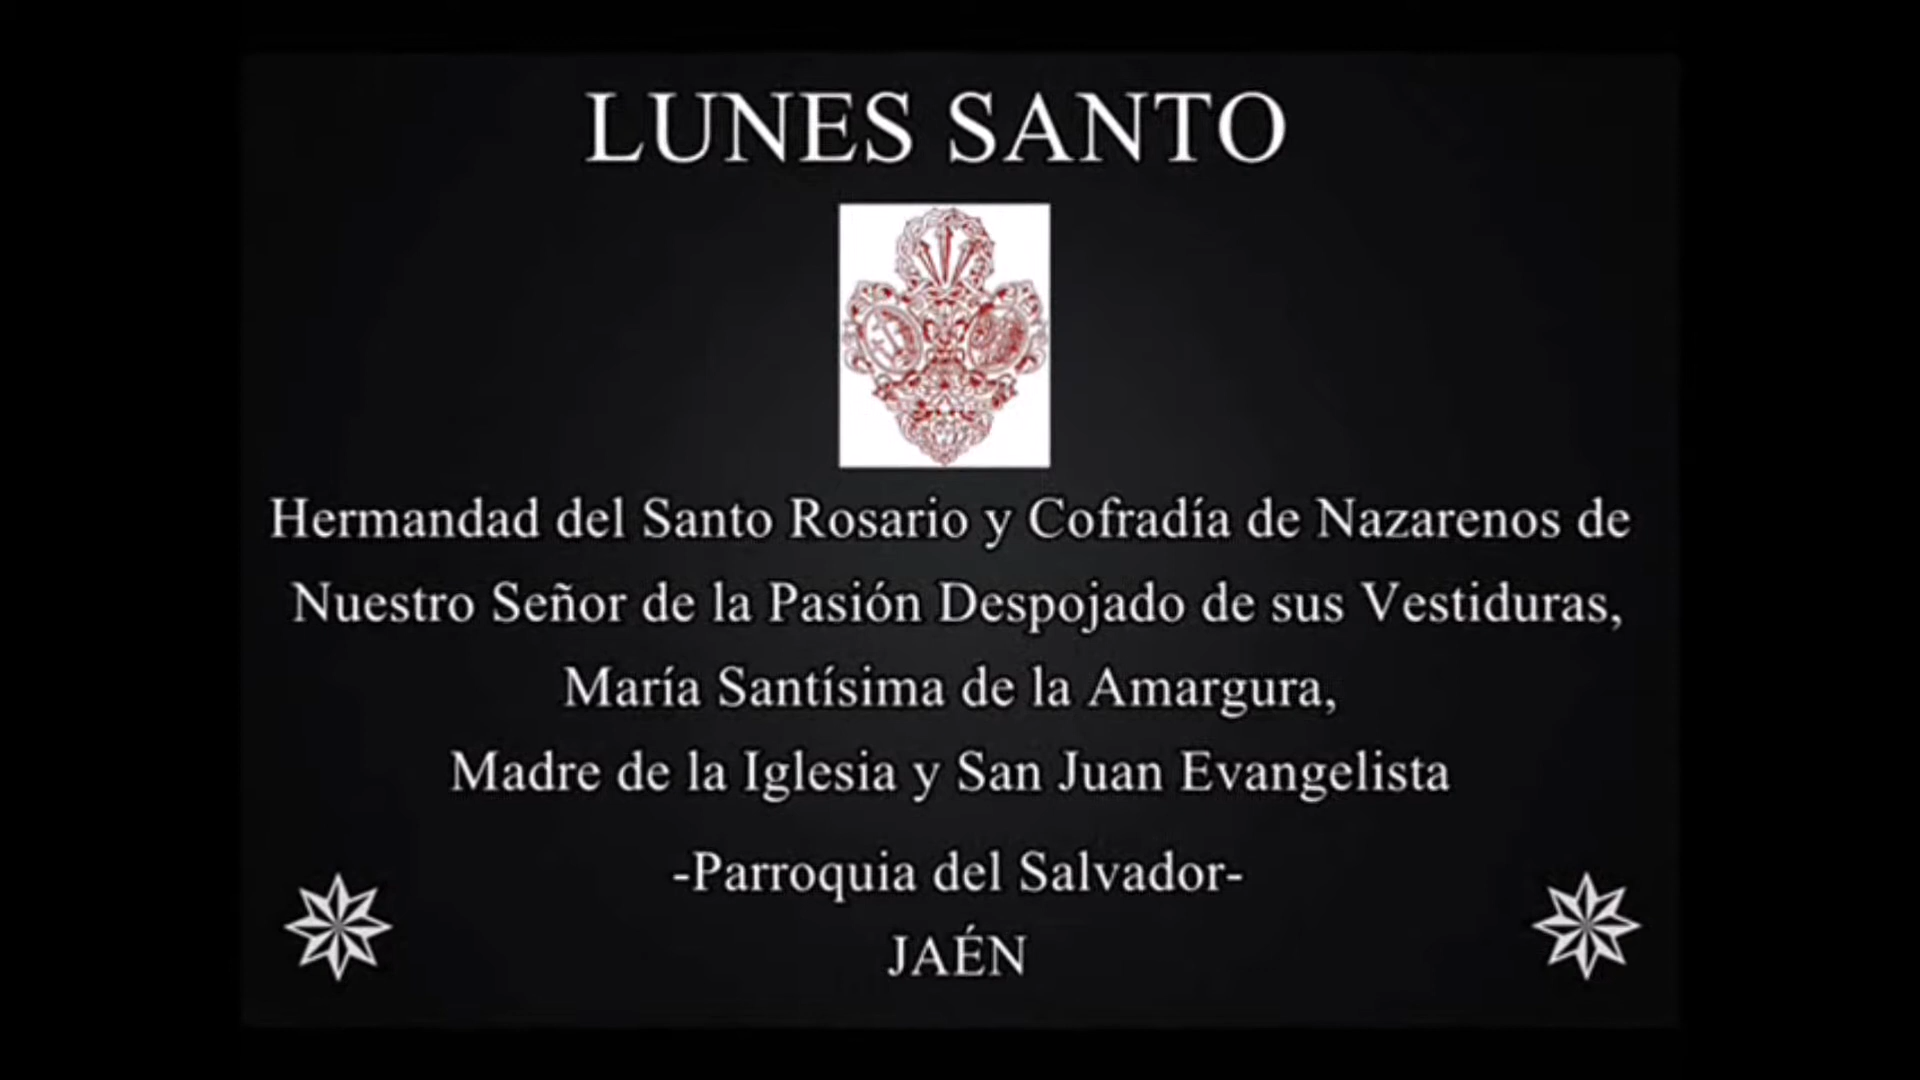 LUNES SANTO
Hermandad del Santo Rosario y Cofradía de Nazarenos de
Nuestro Señor de la Pasión Despojado de sus Vestiduras,
María Santísima de la Amargura,
Madre de la Iglesia y San Juan Evangelista
-Parroquia del Salvador-
JAÉN